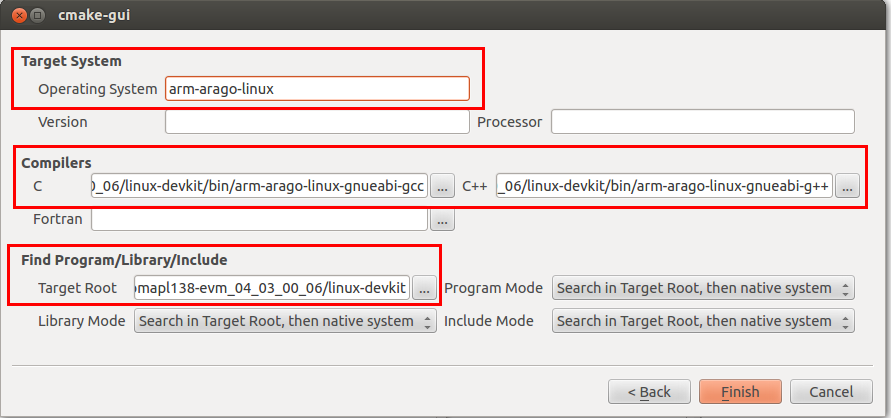 cmake-gui
Target System
Operating System arm-arago-linux
Version Processor
Compilers
C 0_06/linux-devkit/bin/arm-arago-linux-gnueabi-gcc ... C++ _06/linux-devkit/bin/arm-arago-linux-gnueabi-g++ ...
Fortran ...
Find Program/Library/Include
Target Root omapl138-evm_04_03_00_06/linux-devkit ... Program Mode Search in Target Root, then native system
Library Mode Search in Target Root, then native system Include Mode Search in Target Root, then native system
< Back Finish Cancel